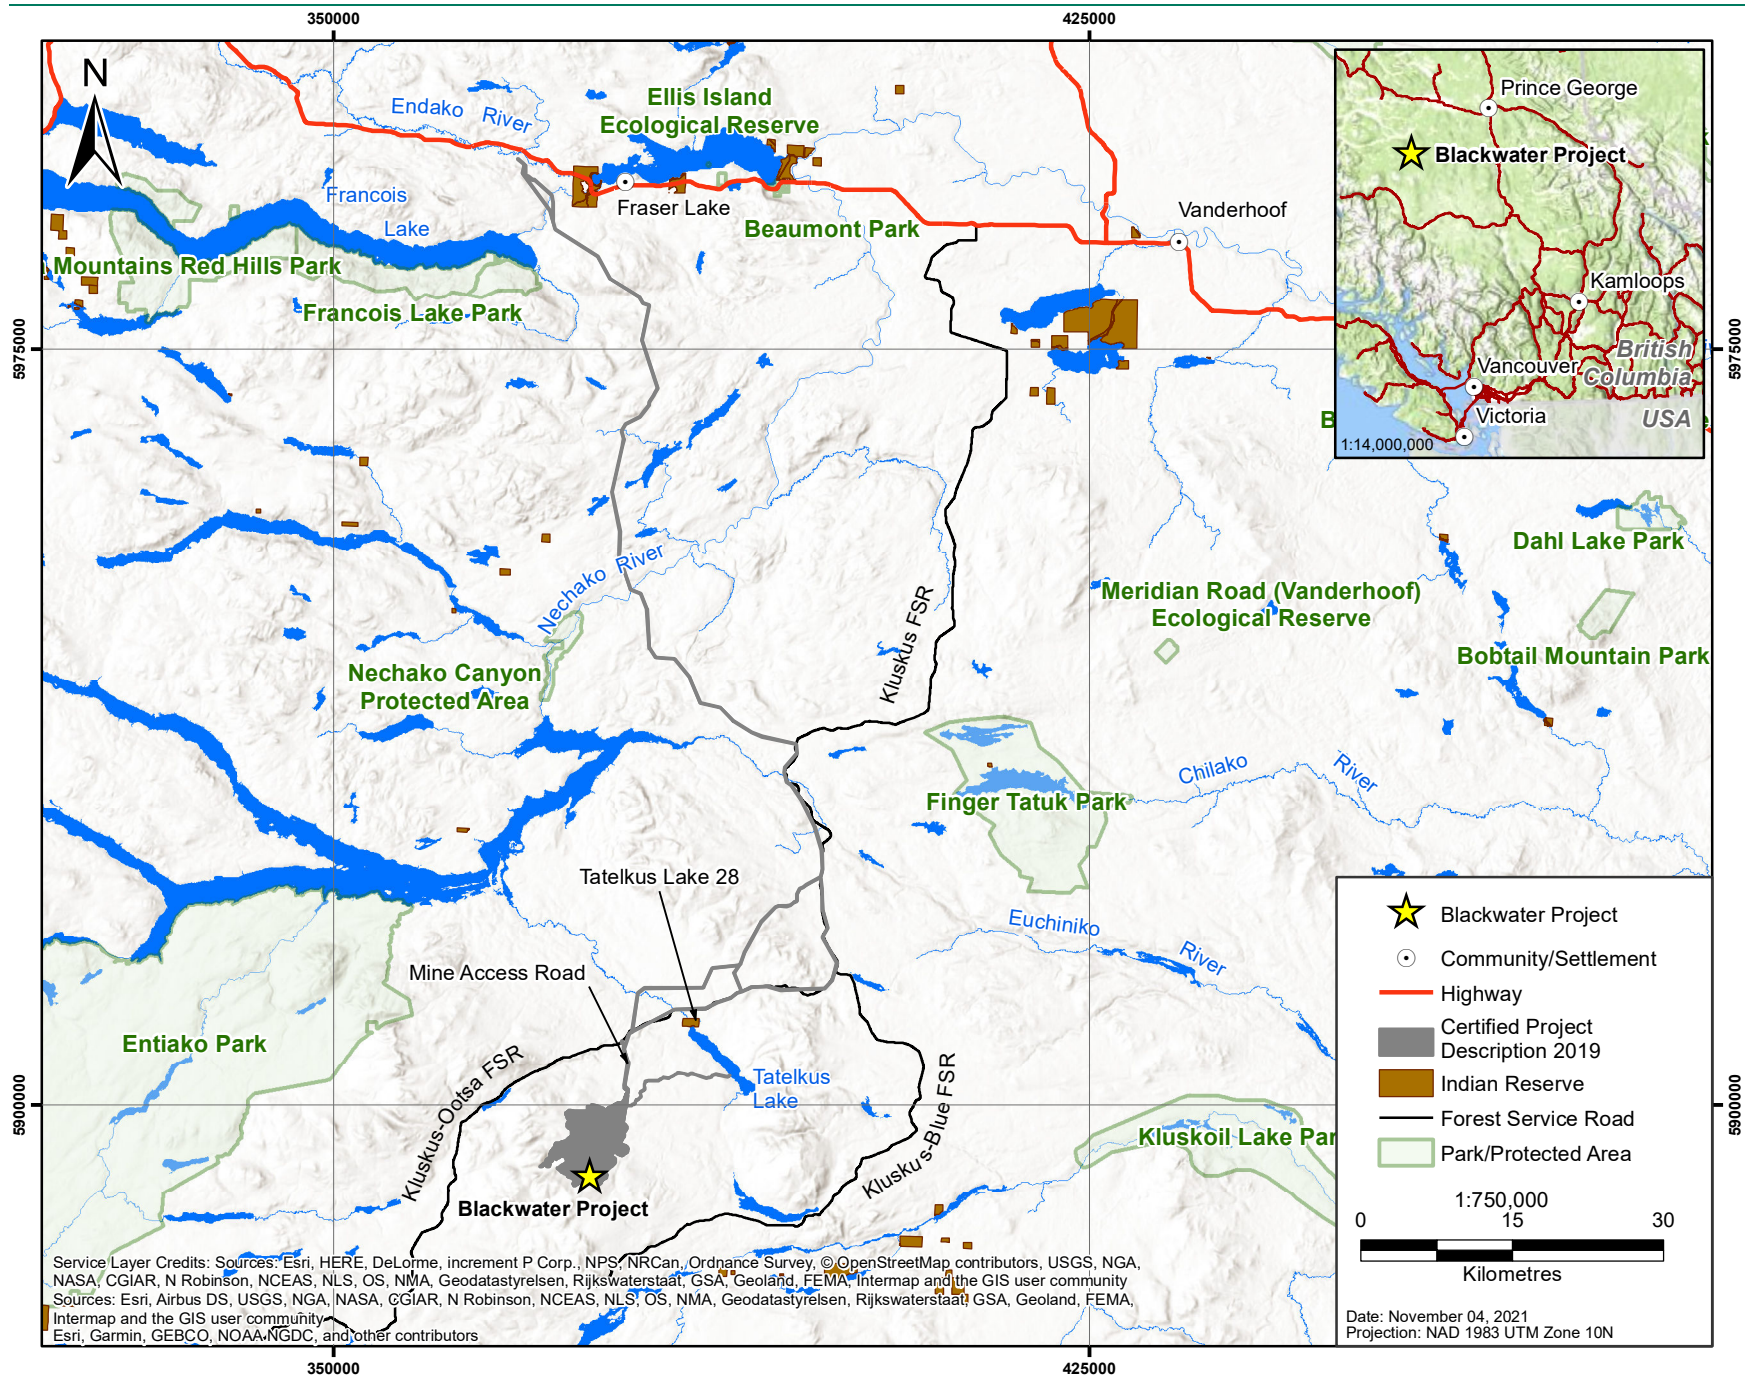 350000
425000
N
Endako River
Ellis Island
Ecological Reserve
Francois
Lake
Fraser Lake
Beaumont Park
Vanderhoof
Mountains Red Hills Park
Francois Lake Park
Prince George
Blackwater Project
Kamloops
British
Columbia
Vancouver
Victoria
USA
1:14,000,000
5975000
5975000
B
e
Dahl Lake Park
Nechako River
Meridian Road (Vanderhoof)
Ecological Reserve
Kluskus FSR
Bobtail Mountain Park
Nechako Canyon
Protected Area
Chilako
River
Finger Tatuk Park
Tatelkus Lake 28
Euchiniko
River
Mine Access Road
Entiako Park
Kluskus-Ootsa FSR
Tatelkus
Lake
Kluskus-Blue FSR
Kluskoil Lake Par
5900000
5900000
Blackwater Project
Blackwater Project
Community/Settlement
Highway
Certified Project
Description 2019
Indian Reserve
Forest Service Road
Park/Protected Area
1:750,000
0 15 30
Kilometres
Date: November 04, 2021
Projection: NAD 1983 UTM Zone 10N
Service Layer Credits: Sources: Esri, HERE, DeLorme, increment P Corp., NPS, NRCan, Ordnance Survey, © OpenStreetMap contributors, USGS, NGA,
NASA, CGIAR, N Robinson, NCEAS, NLS, OS, NMA, Geodatastyrelsen, Rijkswaterstaat, GSA, Geoland, FEMA, Intermap and the GIS user community
Sources: Esri, Airbus DS, USGS, NGA, NASA, CGIAR, N Robinson, NCEAS, NLS, OS, NMA, Geodatastyrelsen, Rijkswaterstaat, GSA, Geoland, FEMA,
Intermap and the GIS user community
Esri, Garmin, GEBCO, NOAA NGDC, and other contributors
350000
425000